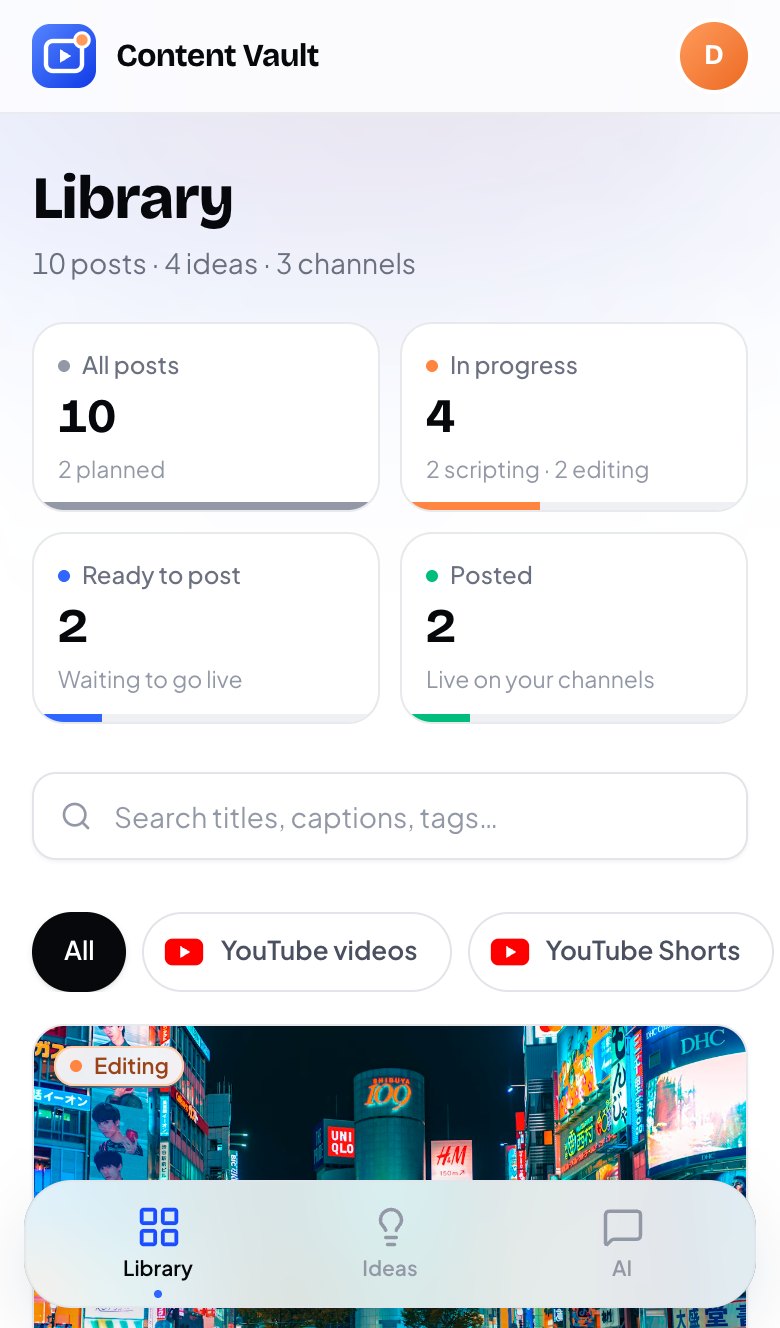 Content Vault
D
Library
10 posts · 4 ideas · 3 channels
All posts
10
2 planned
In progress
4
2 scripting · 2 editing
Ready to post
2
Waiting to go live
Posted
2
Live on your channels
Search titles, captions, tags...
All
YouTube videos
YouTube Shorts
Editing
DHC
SHIBUYA
109
UNI
QLO
H&M
Library
Ideas
AI